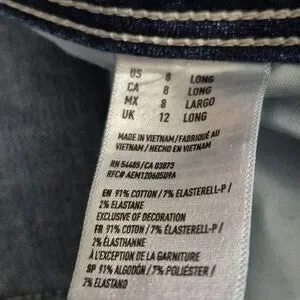 US 8 LONG
CA 8 LONG
MX 8 LARGO
UK 12 LONG
MADE IN VIETNAM/FABRIQUÉ AU
VIETNAM/ HECHO EN VIETNAM
RN 54485/CA 03873
RFC# AEM120605U9A
EN 91% COTTON/7% ELASTERELL-P/
2% ELASTANE
EXCLUSIVE OF DECORATION
FR 91% COTON/7% ELASTERELL-P/
2% ÉLASTHANNE
À L'EXCEPTION DE LA GARNITURE
SP 91% ALGODÓN/7% POLIÉSTER/
2% ELASTANO